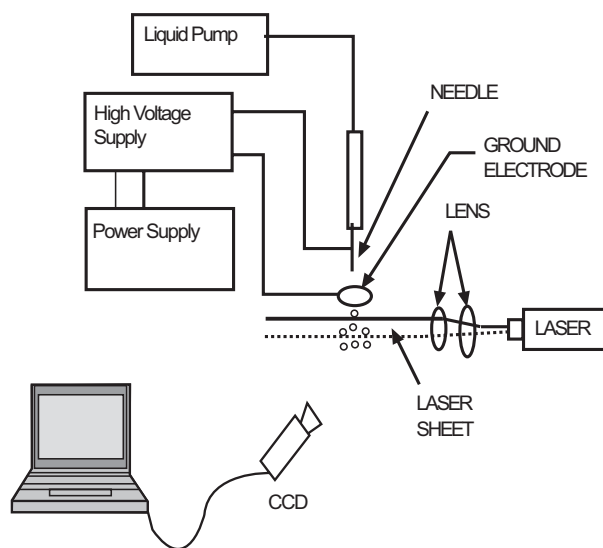 Liquid Pump
High Voltage
Supply
Power Supply
NEEDLE
GROUND
ELECTRODE
LENS
LASER
LASER
SHEET
CCD